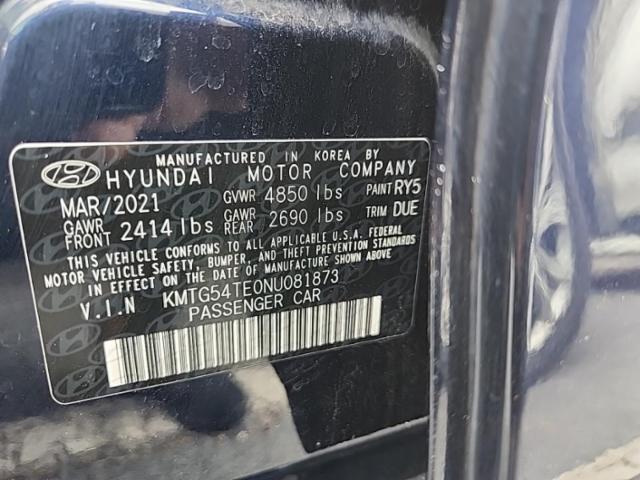 MANUFACTURED IN KOREA BY
HYUNDAI MOTOR COMPANY
MAR/2021 GVWR 4850 lbs PAINT RY5
GAWR FRONT 2414 lbs GAWR REAR 2690 lbs TRIM DUE
THIS VEHICLE CONFORMS TO ALL APPLICABLE U.S.A. FEDERAL
MOTOR VEHICLE SAFETY, BUMPER, AND THEFT PREVENTION STANDARDS
IN EFFECT ON THE DATE OF MANUFACTURE SHOWN ABOVE.
V.I.N KMTG54TE0NU081873
PASSENGER CAR